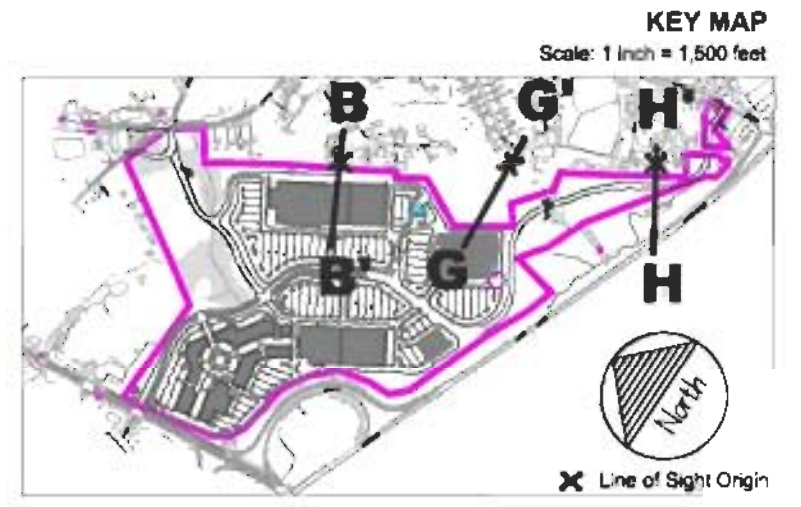 KEY MAP
Scale: 1 inch = 1,500 feet
B
G'
H'
B'
G
H
North
Line of Sight Origin